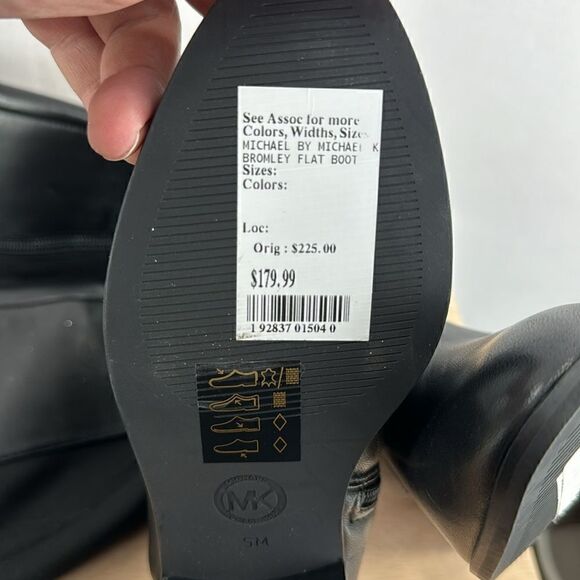 See Assoc for more
Colors, Widths, Sizes
MICHAEL BY MICHAEL K
BROMLEY FLAT BOOT
Sizes:
Colors:
Loc:
Orig : $225.00
$179.99
1 92837 01504 0
MK
5M